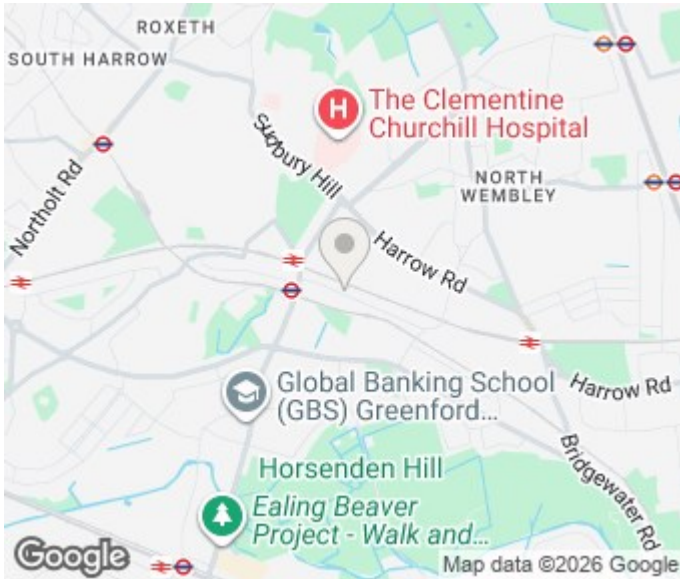 ROXETH
SOUTH HARROW
Northolt Rd
Sudbury Hill
H
The Clementine
Churchill Hospital
NORTH
WEMBLEY
Harrow Rd
Harrow Rd
Global Banking School
(GBS) Greenford...
Horsenden Hill
Ealing Beaver
Project - Walk and...
Bridgewater Rd
Google
Map data ©2026 Google